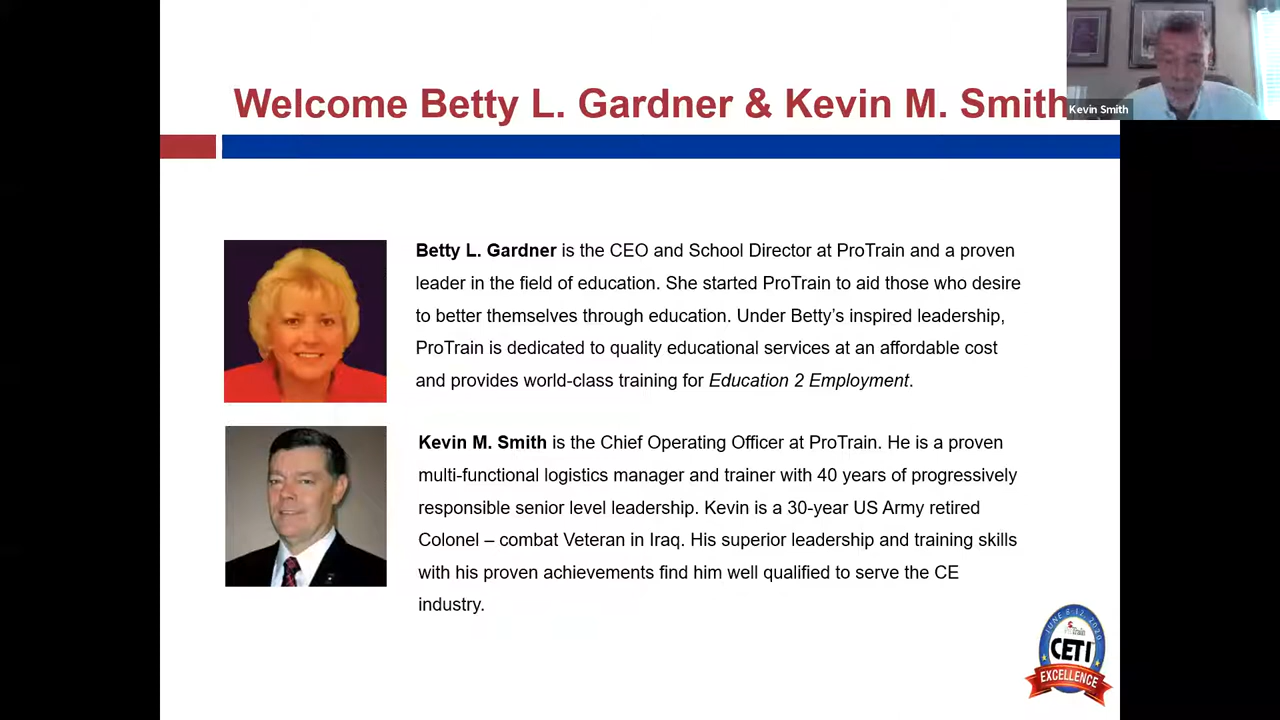 Welcome Betty L. Gardner & Kevin M. Smith
Kevin Smith
Betty L. Gardner is the CEO and School Director at ProTrain and a proven
leader in the field of education. She started ProTrain to aid those who desire
to better themselves through education. Under Betty’s inspired leadership,
ProTrain is dedicated to quality educational services at an affordable cost
and provides world-class training for Education 2 Employment.
Kevin M. Smith is the Chief Operating Officer at ProTrain. He is a proven
multi-functional logistics manager and trainer with 40 years of progressively
responsible senior level leadership. Kevin is a 30-year US Army retired
Colonel – combat Veteran in Iraq. His superior leadership and training skills
with his proven achievements find him well qualified to serve the CE
industry.
JUNE 8-12, 2020
ProTrain
CETI
EXCELLENCE